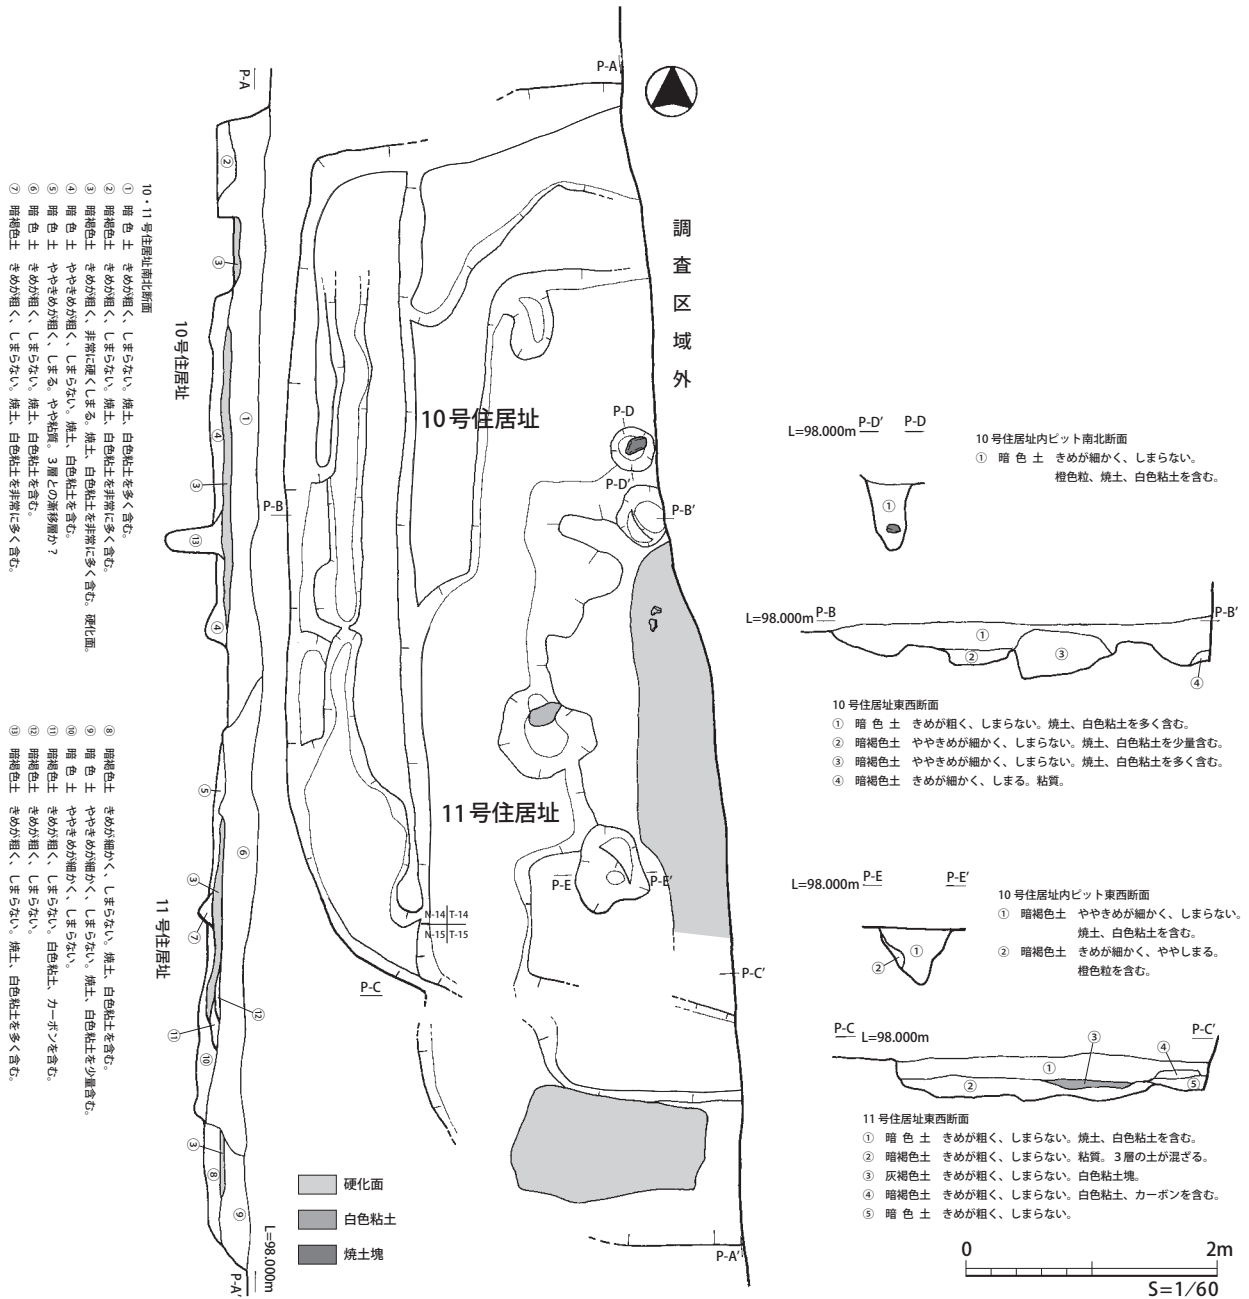 10・11号住居址南北断面
① 暗 色 土 きめが粗く、しまらない。焼土、白色粘土を多く含む。
② 暗褐色土 きめが粗く、しまらない。焼土、白色粘土を非常に多く含む。
③ 暗褐色土 きめが粗く、非常に硬くしまる。焼土、白色粘土を非常に多く含む。硬化面。
④ 暗 色 土 ややきめが粗く、しまらない。焼土、白色粘土を含む。
⑤ 暗 色 土 ややきめが粗く、しまる。やや粘質。3層との漸移層か？
⑥ 暗 色 土 きめが粗く、しまらない。焼土、白色粘土を含む。
⑦ 暗褐色土 きめが粗く、しまらない。焼土、白色粘土を非常に多く含む。
⑧ 暗褐色土 きめが細かく、しまらない。焼土、白色粘土を含む。
⑨ 暗 色 土 ややきめが細かく、しまらない。焼土、白色粘土を少量含む。
⑩ 暗 色 土 ややきめが細かく、しまらない。
⑪ 暗褐色土 きめが粗く、しまらない。白色粘土、カーボンを含む。
⑫ 暗褐色土 きめが粗く、しまらない。
⑬ 暗褐色土 きめが粗く、しまらない。焼土、白色粘土を多く含む。
P-A
②
③
10号住居址
①
④
③
⑬
④
⑤
⑥
③
⑦
11号住居址
⑫
⑪
⑩
③
⑧
⑨
L=98.000m
P-A'
P-A
調査区域外
10号住居址
P-D
P-D'
P-B
P-B'
11号住居址
P-E
P-E'
N-14 T-14
N-15 T-15
P-C
P-C'
P-A'
硬化面
白色粘土
焼土塊
L=98.000m P-D' P-D
①
10号住居址内ピット南北断面
① 暗 色 土 きめが細かく、しまらない。
橙色粒、焼土、白色粘土を含む。
L=98.000m P-B
P-B'
①
②
③
④
10号住居址東西断面
① 暗 色 土 きめが粗く、しまらない。焼土、白色粘土を多く含む。
② 暗褐色土 ややきめが細かく、しまらない。焼土、白色粘土を少量含む。
③ 暗褐色土 ややきめが細かく、しまらない。焼土、白色粘土を多く含む。
④ 暗褐色土 きめが細かく、しまる。粘質。
L=98.000m P-E P-E'
①
②
10号住居址内ピット東西断面
① 暗褐色土 ややきめが細かく、しまらない。
焼土、白色粘土を含む。
② 暗褐色土 きめが細かく、ややしまる。
橙色粒を含む。
P-C L=98.000m
P-C'
③
④
①
②
⑤
11号住居址東西断面
① 暗 色 土 きめが粗く、しまらない。焼土、白色粘土を含む。
② 暗褐色土 きめが粗く、しまらない。粘質。3層の土が混ざる。
③ 灰褐色土 きめが粗く、しまらない。白色粘土塊。
④ 暗褐色土 きめが粗く、しまらない。白色粘土、カーボンを含む。
⑤ 暗 色 土 きめが粗く、しまらない。
0 2m
S=1/60